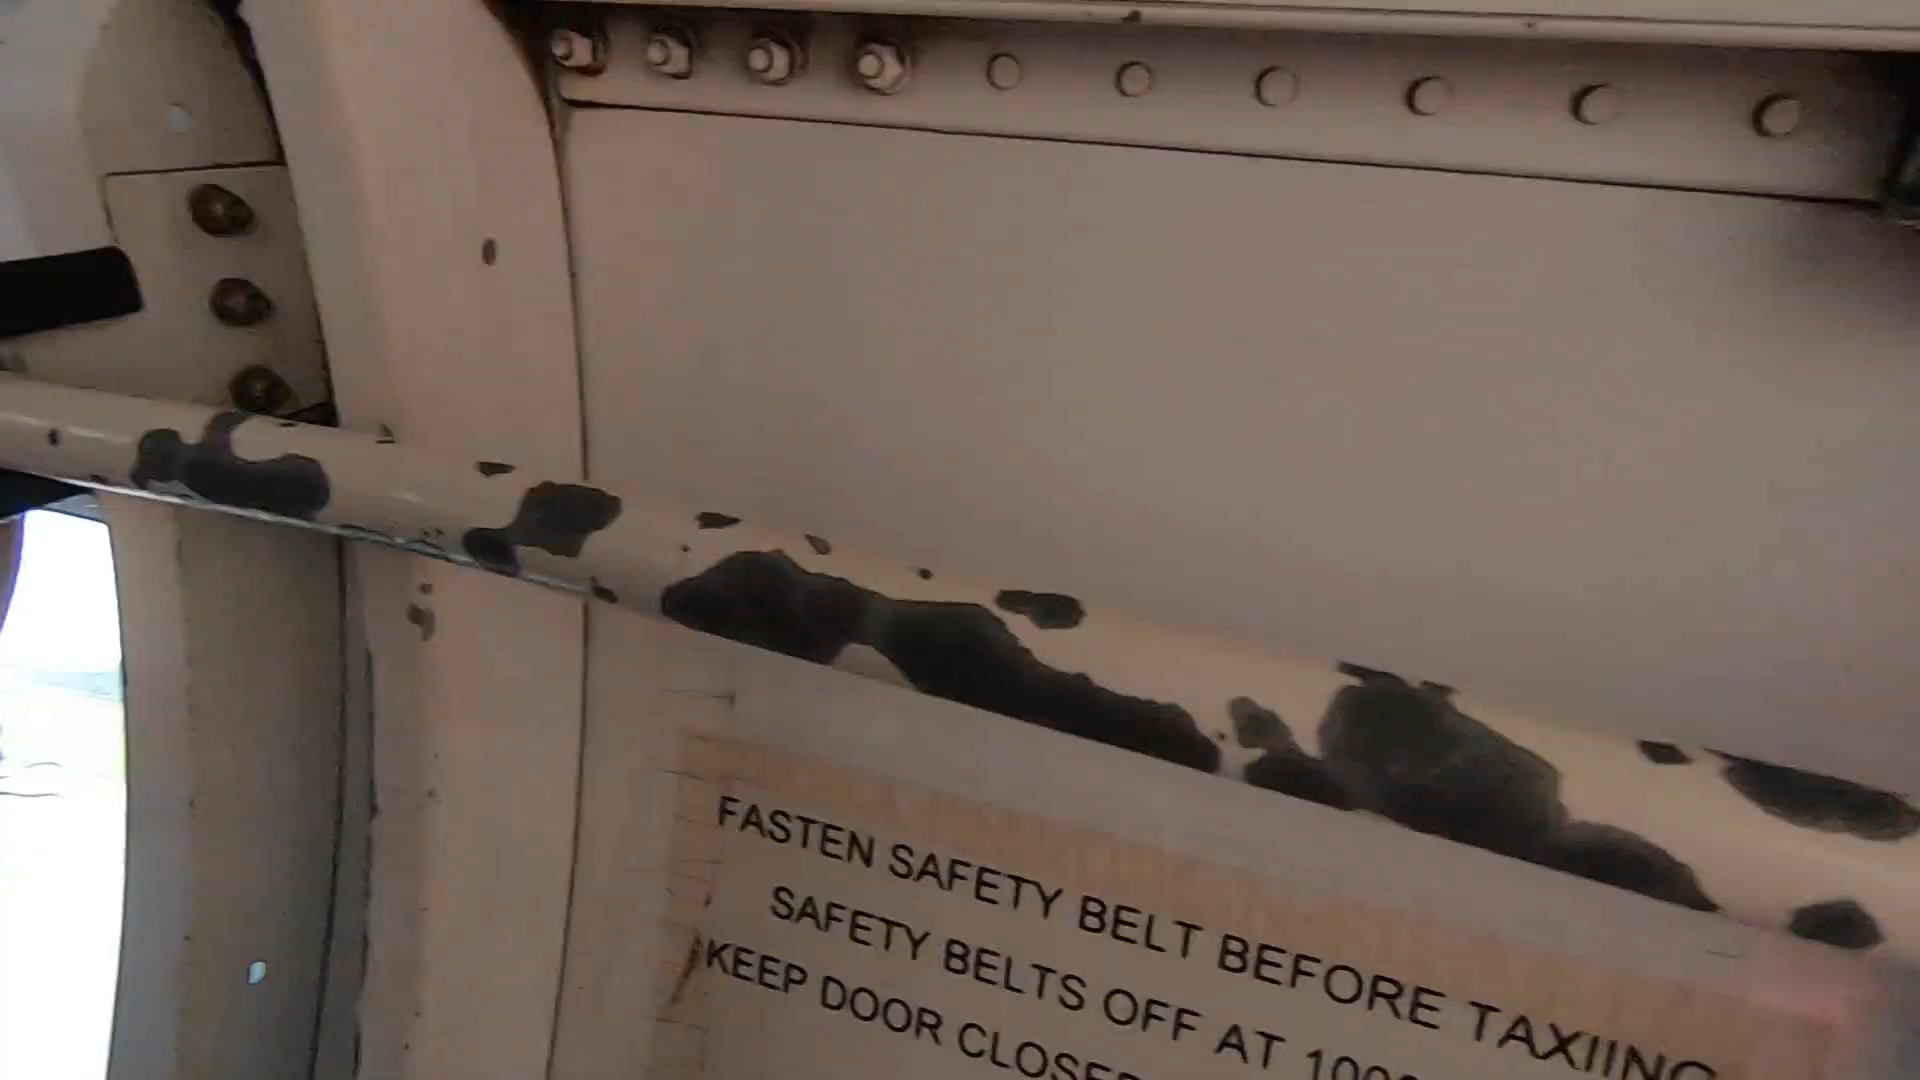 FASTEN SAFETY BELT BEFORE TAXIING
SAFETY BELTS OFF AT
KEEP DOOR